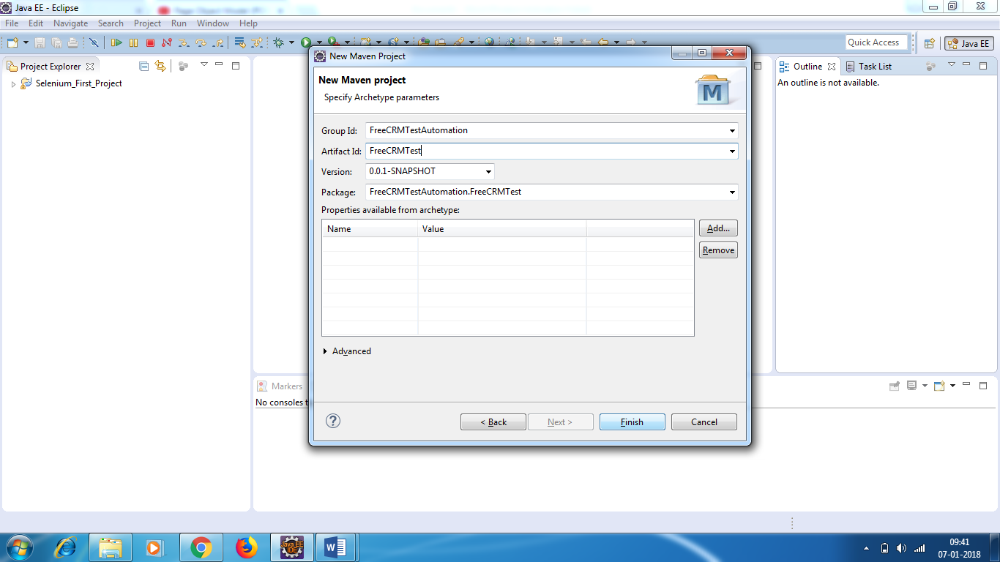 Java EE - Eclipse
File Edit Navigate Search Project Run Window Help
Quick Access
Java EE
Project Explorer
Selenium_First_Project
New Maven Project
New Maven project
Specify Archetype parameters
M
Group Id: FreeCRMTestAutomation
Artifact Id: FreeCRMTest
Version: 0.0.1-SNAPSHOT
Package: FreeCRMTestAutomation.FreeCRMTest
Properties available from archetype:
Name Value
Add...
Remove
Advanced
?
< Back Next > Finish Cancel
Outline Task List
An outline is not available.
Markers
No consoles t
Java EE
IDE
W
09:41
07-01-2018